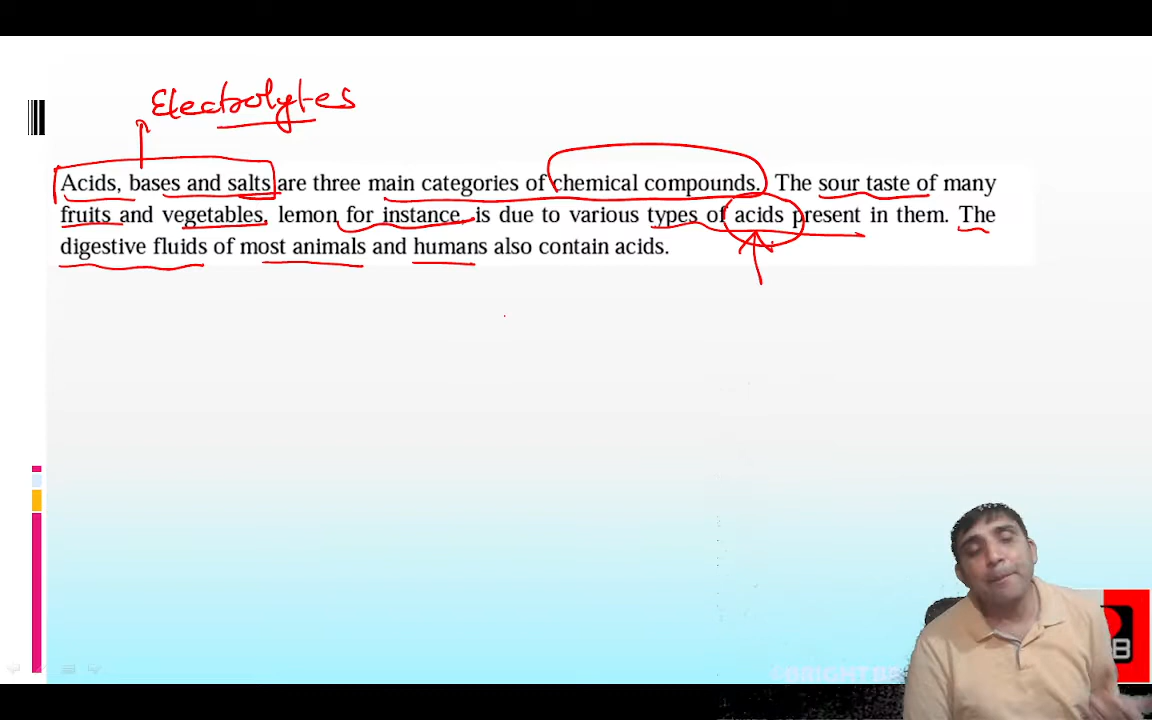 Electrolytes
Acids, bases and salts are three main categories of chemical compounds. The sour taste of many
fruits and vegetables, lemon for instance, is due to various types of acids present in them. The
digestive fluids of most animals and humans also contain acids.